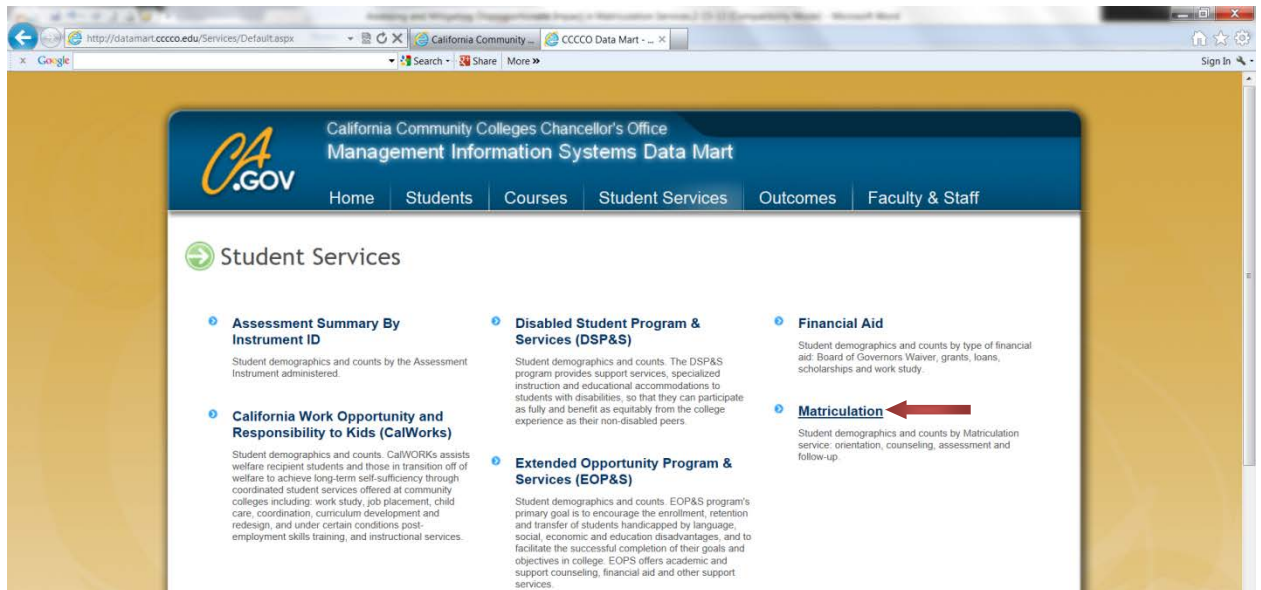 http://datamart.cccco.edu/Services/Default.aspx
California Community ...
CCCCO Data Mart - ... ×
x Google
Search
Share
More »
Sign In
CA
.GOV
California Community Colleges Chancellor's Office
Management Information Systems Data Mart
Home
Students
Courses
Student Services
Outcomes
Faculty & Staff
Student Services
Assessment Summary By
Instrument ID
Student demographics and counts by the Assessment
Instrument administered.
California Work Opportunity and
Responsibility to Kids (CalWorks)
Student demographics and counts. CalWORKs assists
welfare recipient students and those in transition off of
welfare to achieve long-term self-sufficiency through
coordinated student services offered at community
colleges including: work study, job placement, child
care, coordination, curriculum development and
redesign, and under certain conditions post-
employment skills training, and instructional services.
Disabled Student Program &
Services (DSP&S)
Student demographics and counts. The DSP&S
program provides support services, specialized
instruction and educational accommodations to
students with disabilities, so that they can participate
as fully and benefit as equitably from the college
experience as their non-disabled peers.
Extended Opportunity Program &
Services (EOP&S)
Student demographics and counts. EOP&S program's
primary goal is to encourage the enrollment, retention
and transfer of students handicapped by language,
social, economic and education disadvantages, and to
facilitate the successful completion of their goals and
objectives in college. EOPS offers academic and
support counseling, financial aid and other support
services.
Financial Aid
Student demographics and counts by type of financial
aid: Board of Governors Waiver, grants, loans,
scholarships and work study.
Matriculation
Student demographics and counts by Matriculation
service: orientation, counseling, assessment and
follow-up.